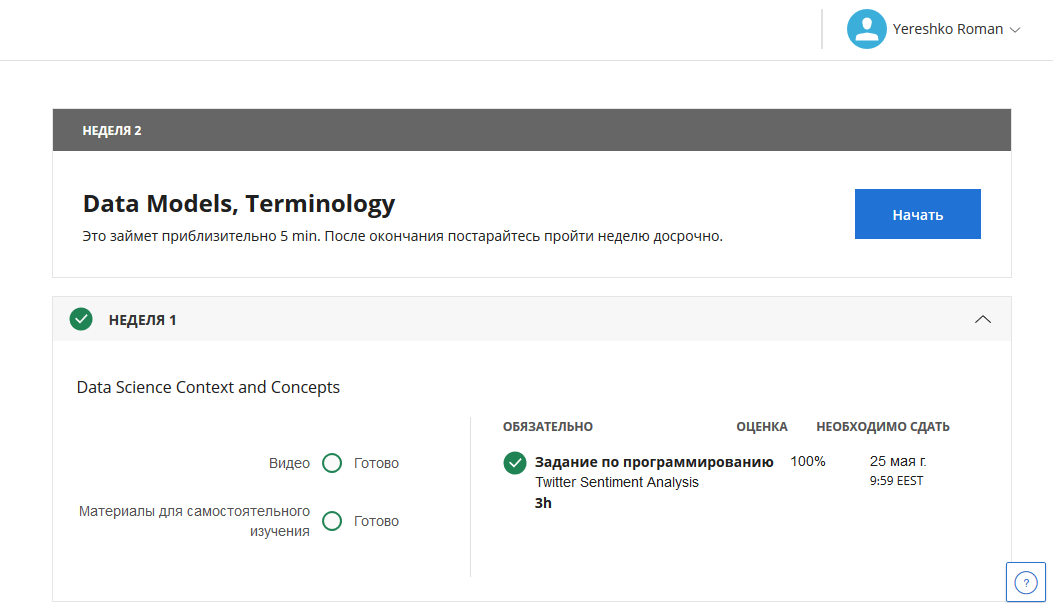 Yereshko Roman
НЕДЕЛЯ 2
Data Models, Terminology
Это займет приблизительно 5 min. После окончания постарайтесь пройти неделю досрочно.
Начать
НЕДЕЛЯ 1
Data Science Context and Concepts
Видео Готово
Материалы для самостоятельного
изучения
Готово
ОБЯЗАТЕЛЬНО ОЦЕНКА НЕОБХОДИМО СДАТЬ
Задание по программированию 100% 25 мая г.
Twitter Sentiment Analysis 9:59 EEST
3h
?